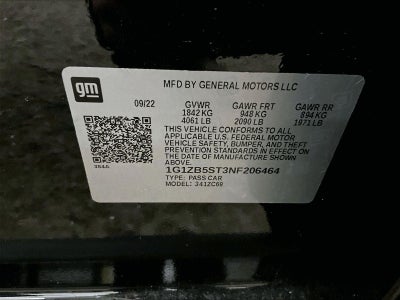 gm
MFD BY GENERAL MOTORS LLC
09/22 GVWR GAWR FRT GAWR RR
1842 KG 948 KG 894 KG
4061 LB 2090 LB 1971 LB
THIS VEHICLE CONFORMS TO ALL
APPLICABLE U.S. FEDERAL MOTOR
VEHICLE SAFETY, BUMPER, AND THEFT
PREVENTION STANDARDS IN EFFECT ON
THE DATE OF MANUFACTURE SHOWN
ABOVE.
1G1ZB5ST3NF206464
TYPE: PASS CAR
MODEL: 341ZC69